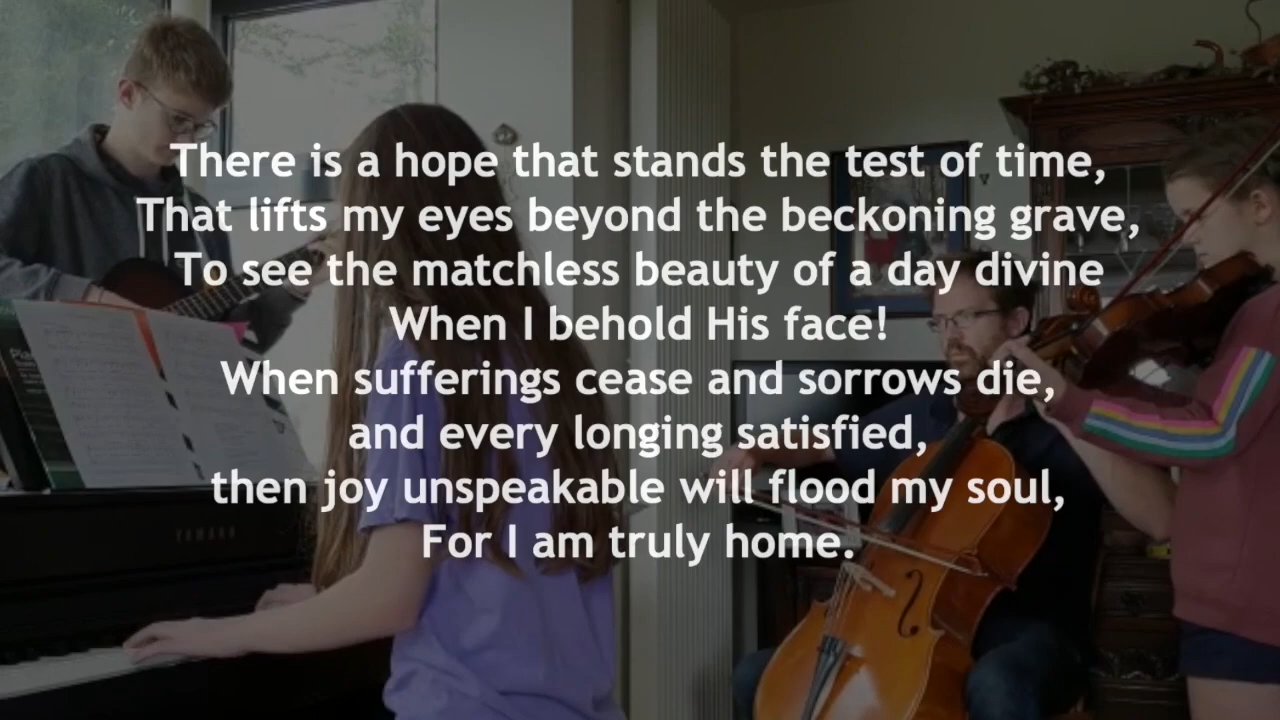 There is a hope that stands the test of time,
That lifts my eyes beyond the beckoning grave,
To see the matchless beauty of a day divine
When I behold His face!
When sufferings cease and sorrows die,
and every longing satisfied,
then joy unspeakable will flood my soul,
For I am truly home.
YAMAHA